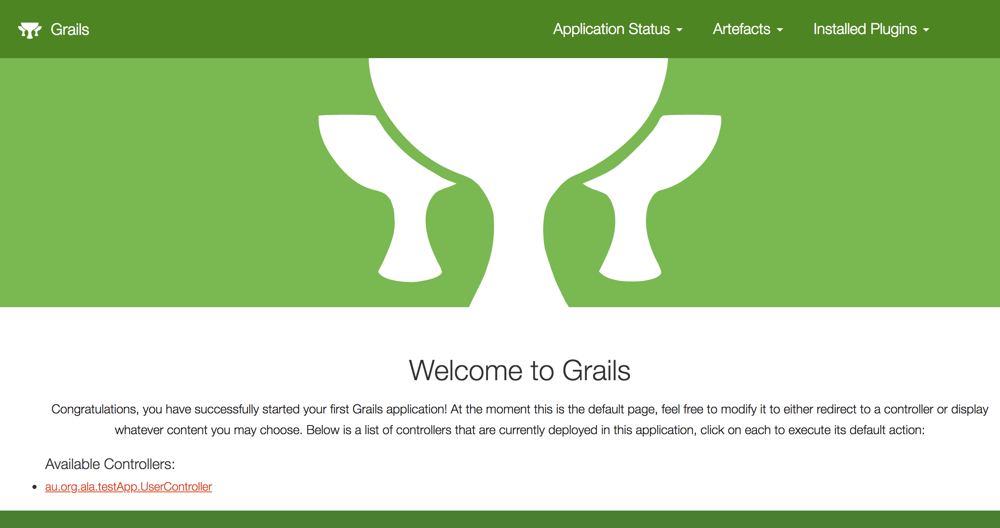 Grails
Application Status
Artefacts
Installed Plugins
Welcome to Grails
Congratulations, you have successfully started your first Grails application! At the moment this is the default page, feel free to modify it to either redirect to a controller or display
whatever content you may choose. Below is a list of controllers that are currently deployed in this application, click on each to execute its default action:
Available Controllers:
au.org.ala.testApp.UserController